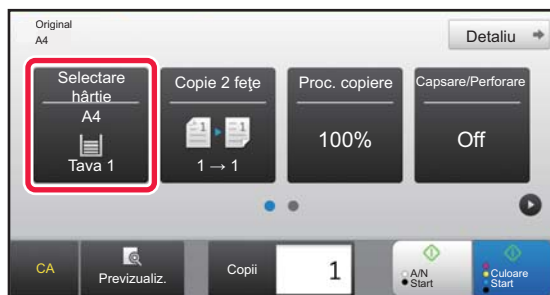 Original
A4
Detaliu
Selectare
hârtie
A4
Tava 1
Copie 2 feţe
1 → 1
Proc. copiere
100%
Capsare/Perforare
Off
CA
Previzualiz.
Copii
1
A/N
Start
Culoare
Start